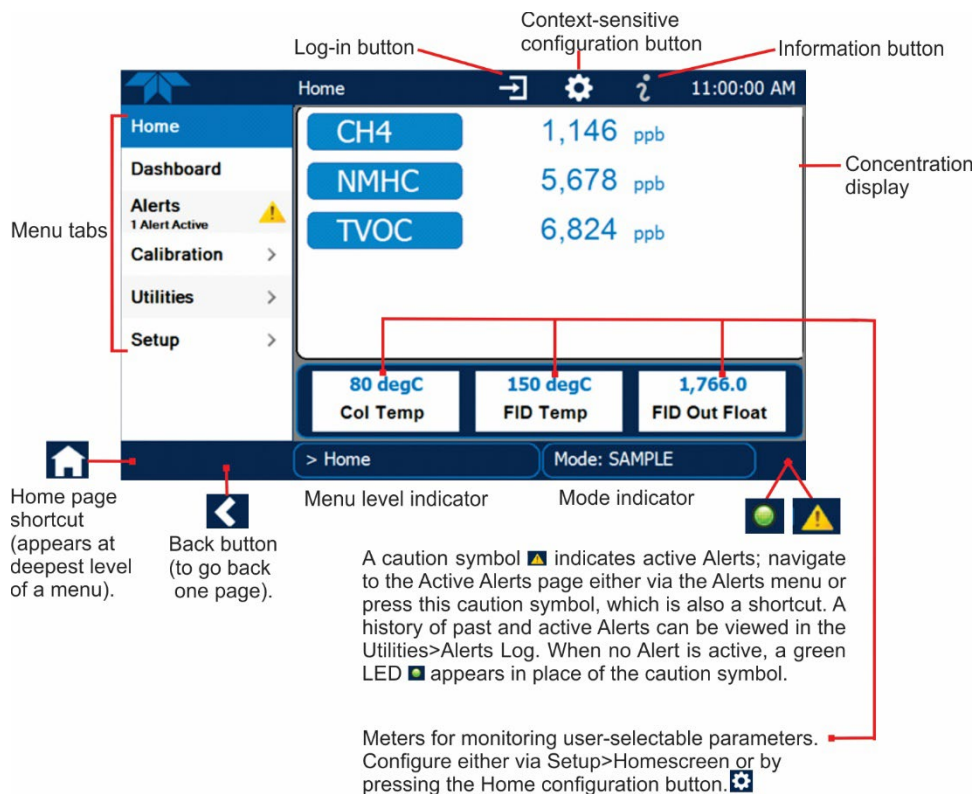 Context-sensitive
configuration button
Log-in button
Information button
Home
11:00:00 AM
Home
Dashboard
Alerts
1 Alert Active
Calibration >
Utilities >
Setup >
Menu tabs
CH4 1,146 ppb
NMHC 5,678 ppb
TVOC 6,824 ppb
Concentration
display
80 degC
Col Temp
150 degC
FID Temp
1,766.0
FID Out Float
> Home
Mode: SAMPLE
Home page
shortcut
(appears at
deepest level
of a menu).
Back button
(to go back
one page).
Menu level indicator
Mode indicator
A caution symbol indicates active Alerts; navigate
to the Active Alerts page either via the Alerts menu or
press this caution symbol, which is also a shortcut. A
history of past and active Alerts can be viewed in the
Utilities>Alerts Log. When no Alert is active, a green
LED appears in place of the caution symbol.
Meters for monitoring user-selectable parameters.
Configure either via Setup>Homescreen or by
pressing the Home configuration button.